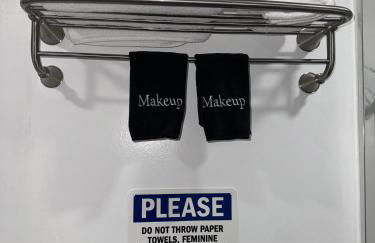 Makeup Makeup
PLEASE
DO NOT THROW PAPER
TOWELS, FEMININE